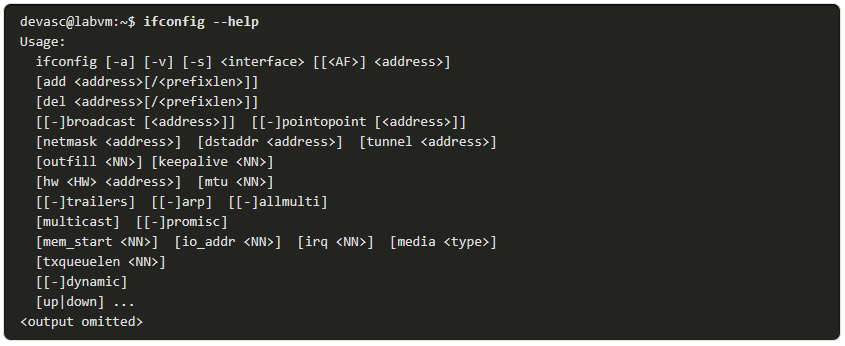 devasc@labvm:~$ ifconfig --help
Usage:
  ifconfig [-a] [-v] [-s] <interface> [[<AF>] <address>]
  [add <address>[/<prefixlen>]]
  [del <address>[/<prefixlen>]]
  [[-]broadcast [<address>]]  [[-]pointopoint [<address>]]
  [netmask <address>]  [dstaddr <address>]  [tunnel <address>]
  [outfill <NN>] [keepalive <NN>]
  [hw <HW> <address>]  [mtu <NN>]
  [[-]trailers]  [[-]arp]  [[-]allmulti]
  [multicast]  [[-]promisc]
  [mem_start <NN>]  [io_addr <NN>]  [irq <NN>]  [media <type>]
  [txqueuelen <NN>]
  [[-]dynamic]
  [up|down] ...
<output omitted>